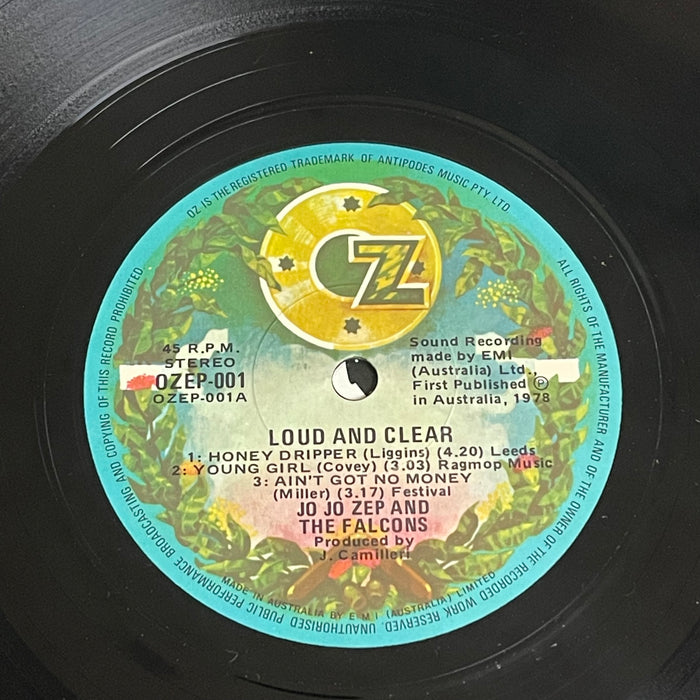 OZ IS THE REGISTERED TRADEMARK OF ANTIPODES MUSIC PTY. LTD.
ALL RIGHTS OF THE MANUFACTURER AND OF THE OWNER OF THE RECORDED WORK RESERVED
UNAUTHORISED PUBLIC PERFORMANCE BROADCASTING AND COPYING OF THIS RECORD PROHIBITED
OZ
45 R.P.M.
STEREO
OZEP-001
OZEP-001A
Sound Recording
made by EMI
(Australia) Ltd.,
First Published Ⓟ
in Australia, 1978
LOUD AND CLEAR
1: HONEY DRIPPER (Liggins) (4.20) Leeds
2: YOUNG GIRL (Covey) (3.03) Ragmop Music
3: AIN'T GOT NO MONEY
(Miller) (3.17) Festival
JO JO ZEP AND
THE FALCONS
Produced by
J. Camilleri
MADE IN AUSTRALIA BY E M I (AUSTRALIA) LIMITED